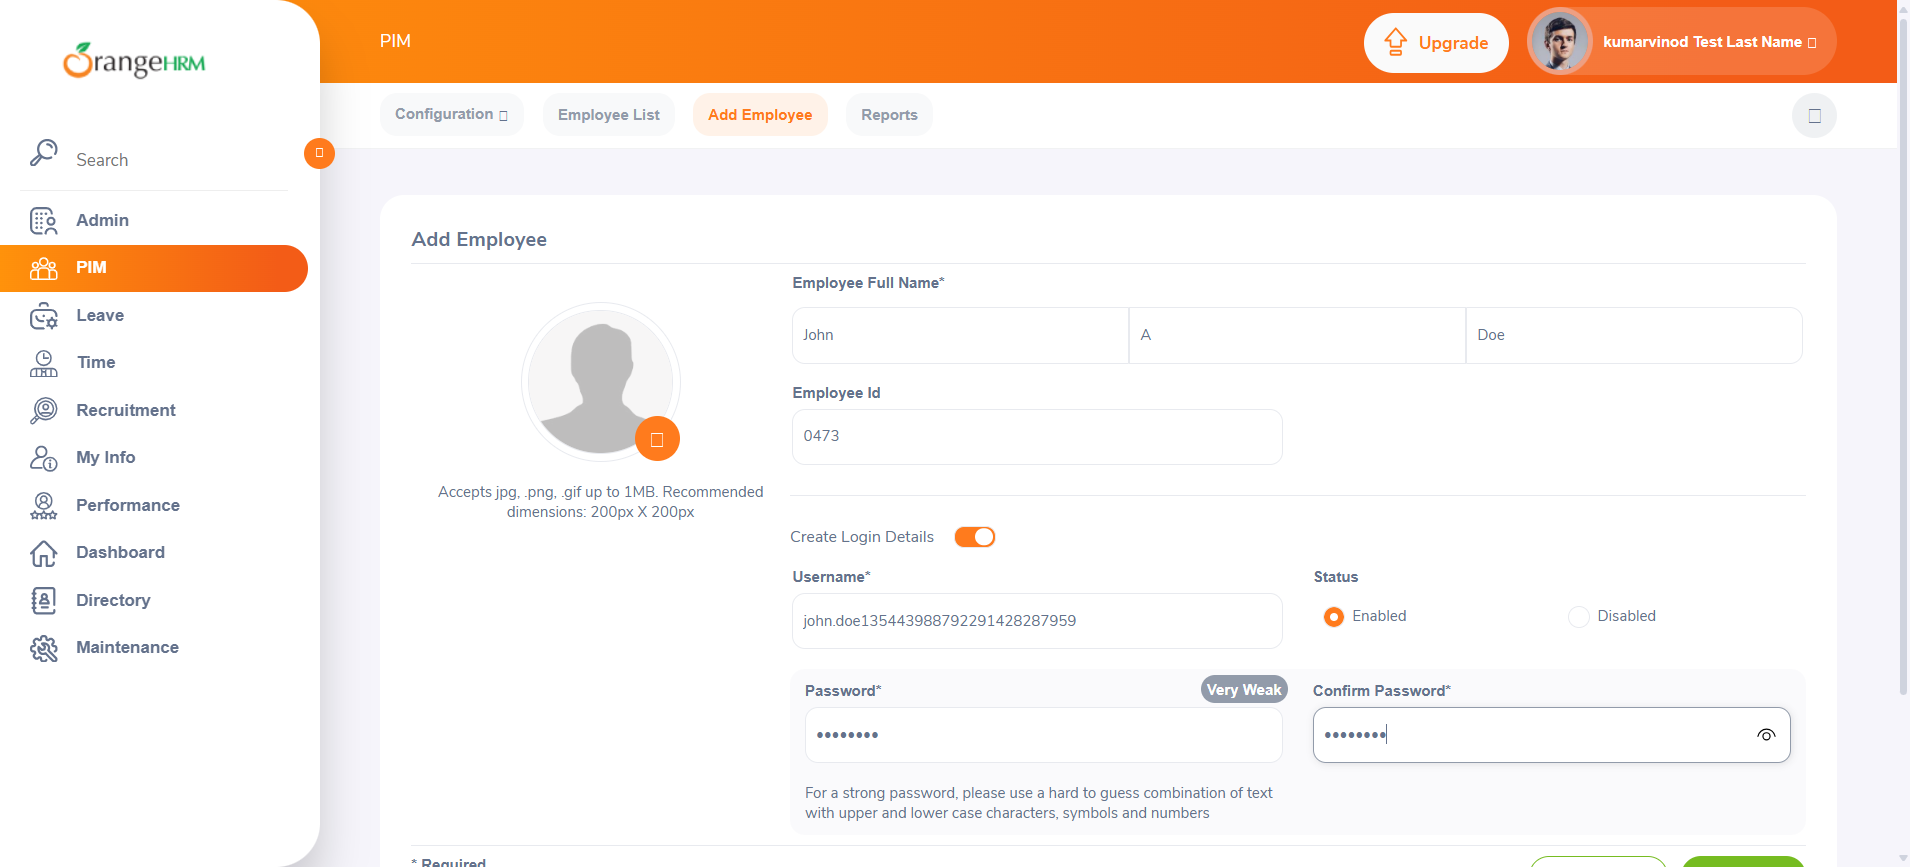 OrangeHRM
PIM
Upgrade
kumarvinod Test Last Name
Configuration
Employee List
Add Employee
Reports
Search
Admin
PIM
Leave
Time
Recruitment
My Info
Performance
Dashboard
Directory
Maintenance
Add Employee
Accepts jpg, .png, .gif up to 1MB. Recommended
dimensions: 200px X 200px
Employee Full Name*
John
A
Doe
Employee Id
0473
Create Login Details
Username*
john.doe135443988792291428287959
Status
Enabled
Disabled
Password*
Very Weak
Confirm Password*
••••••••
••••••••
For a strong password, please use a hard to guess combination of text
with upper and lower case characters, symbols and numbers
* Required